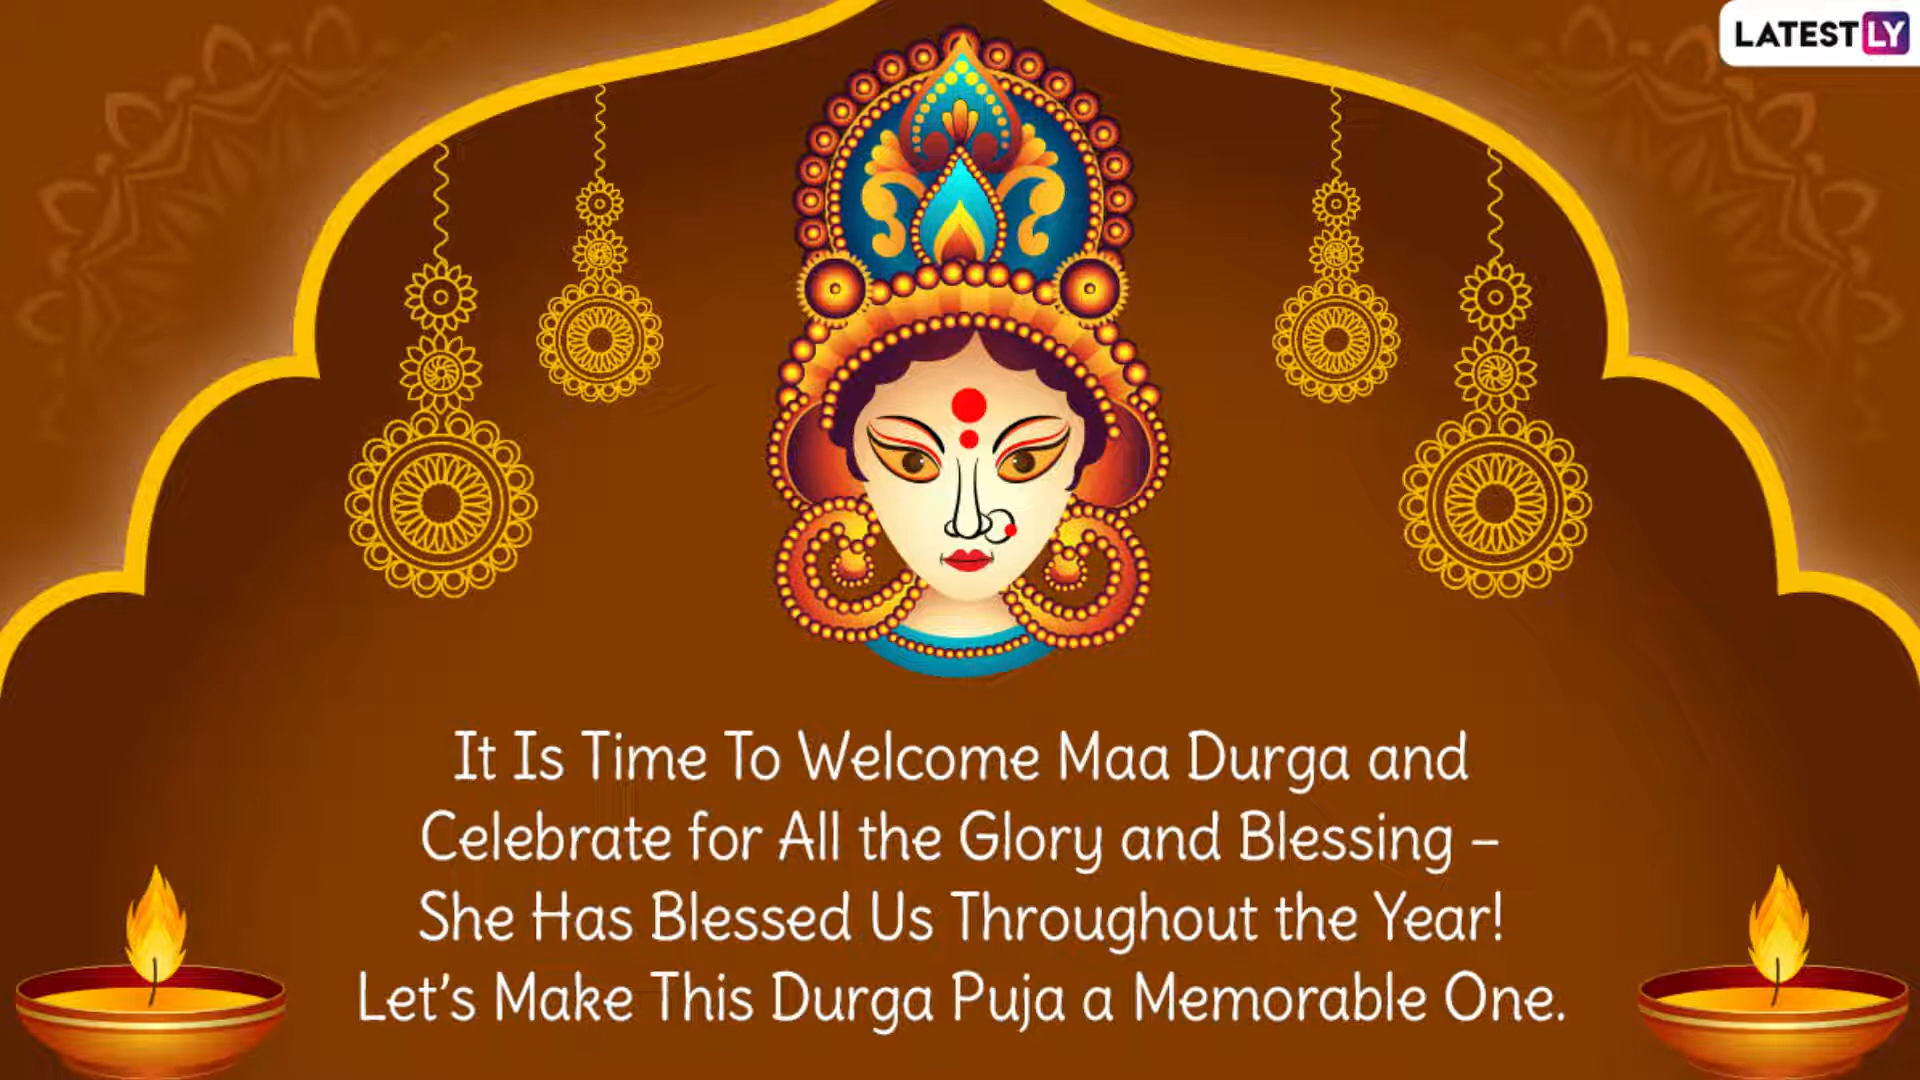 LATESTLY
It Is Time To Welcome Maa Durga and
Celebrate for All the Glory and Blessing –
She Has Blessed Us Throughout the Year!
Let’s Make This Durga Puja a Memorable One.